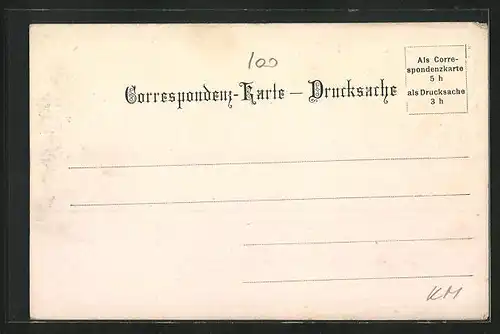 100
Correspondenz-Karte — Drucksache
Als Corre-
spondenzkarte
5 h
als Drucksache
3 h
KM